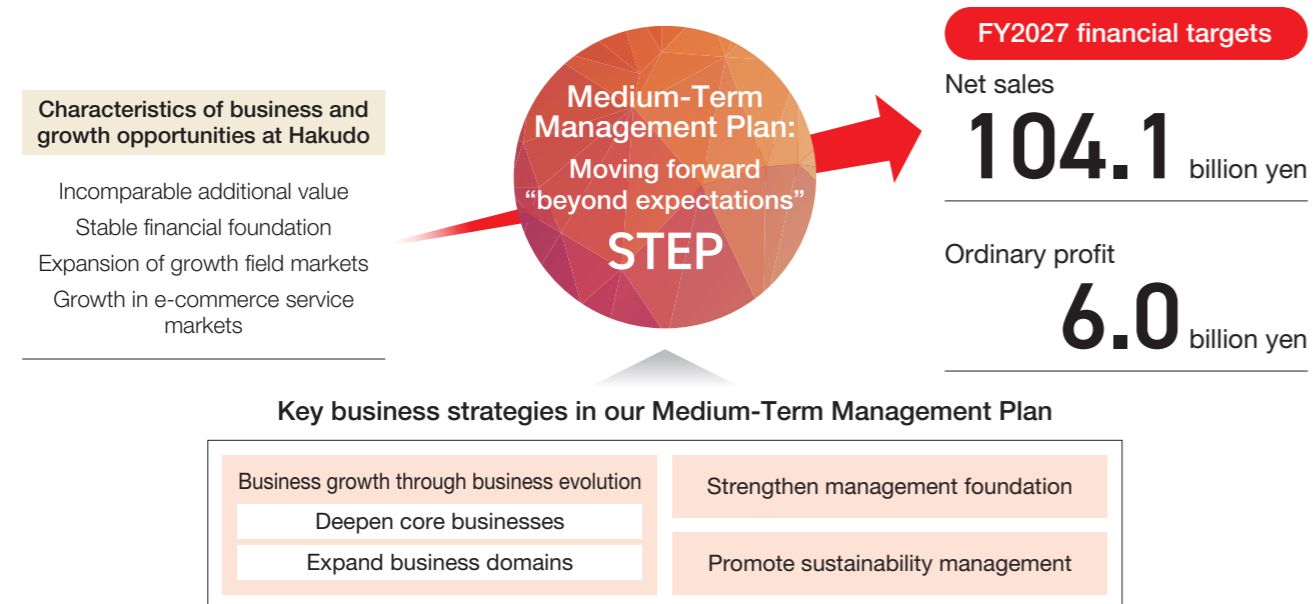 Characteristics of business and
growth opportunities at Hakudo
Incomparable additional value
Stable financial foundation
Expansion of growth field markets
Growth in e-commerce service
markets
Medium-Term
Management Plan:
Moving forward
“beyond expectations”
STEP
FY2027 financial targets
Net sales
104.1 billion yen
Ordinary profit
6.0 billion yen
Key business strategies in our Medium-Term Management Plan
Business growth through business evolution
Deepen core businesses
Expand business domains
Strengthen management foundation
Promote sustainability management